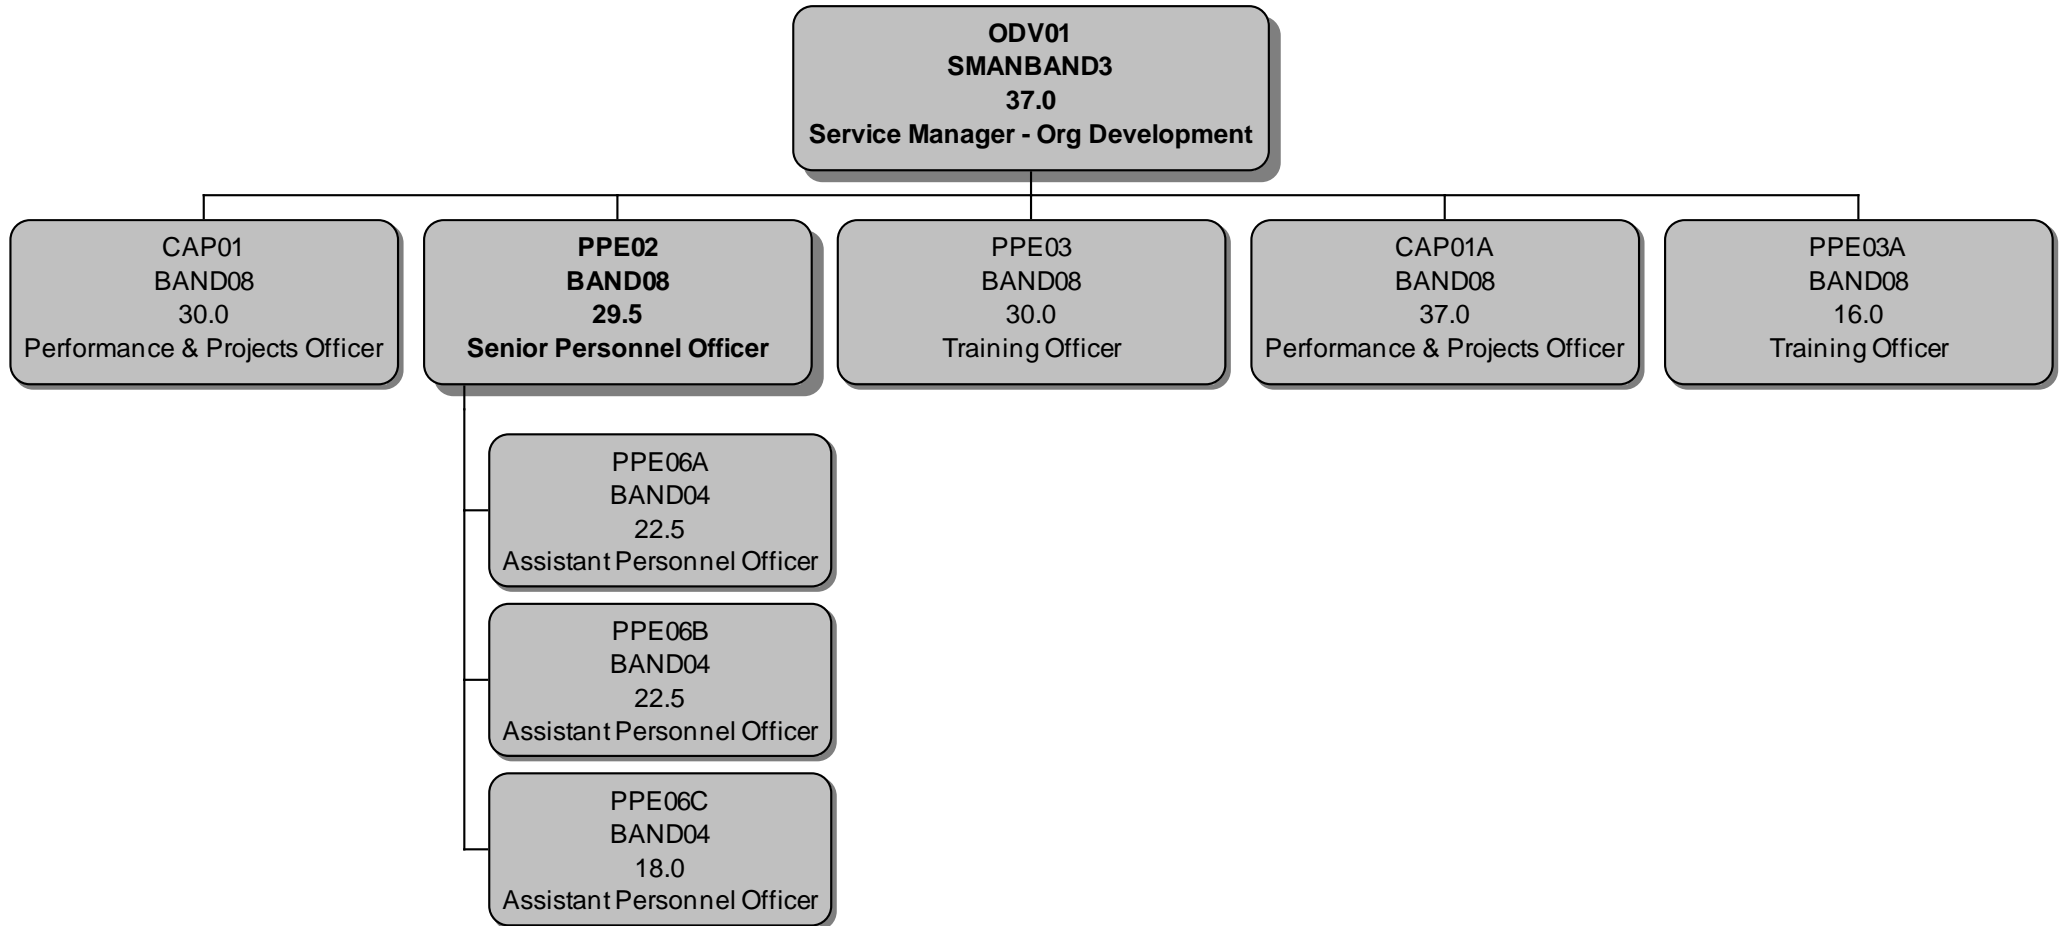 ODV01
SMANBAND3
37.0
Service Manager - Org Development
CAP01
BAND08
30.0
Performance & Projects Officer
PPE02
BAND08
29.5
Senior Personnel Officer
PPE03
BAND08
30.0
Training Officer
CAP01A
BAND08
37.0
Performance & Projects Officer
PPE03A
BAND08
16.0
Training Officer
PPE06A
BAND04
22.5
Assistant Personnel Officer
PPE06B
BAND04
22.5
Assistant Personnel Officer
PPE06C
BAND04
18.0
Assistant Personnel Officer